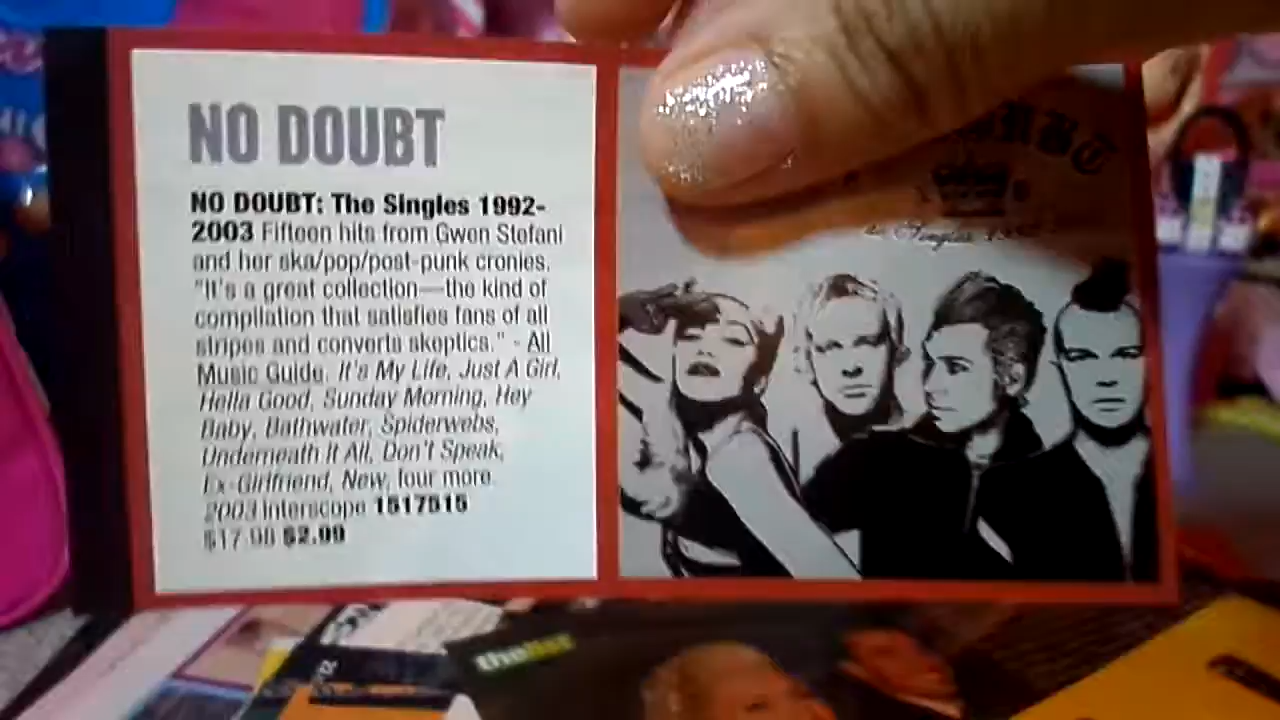 NO DOUBT
NO DOUBT: The Singles 1992-
2003 Fifteen hits from Gwen Stefani
and her ska/pop/post-punk cronies.
"It's a great collection—the kind of
compilation that satisfies fans of all
stripes and converts skeptics." - All
Music Guide. It's My Life, Just A Girl,
Hella Good, Sunday Morning, Hey
Baby, Bathwater, Spiderwebs,
Underneath It All, Don't Speak,
Ex-Girlfriend, New, four more.
2003 Interscope 1517515
$17.98 $2.99
Singles
the list